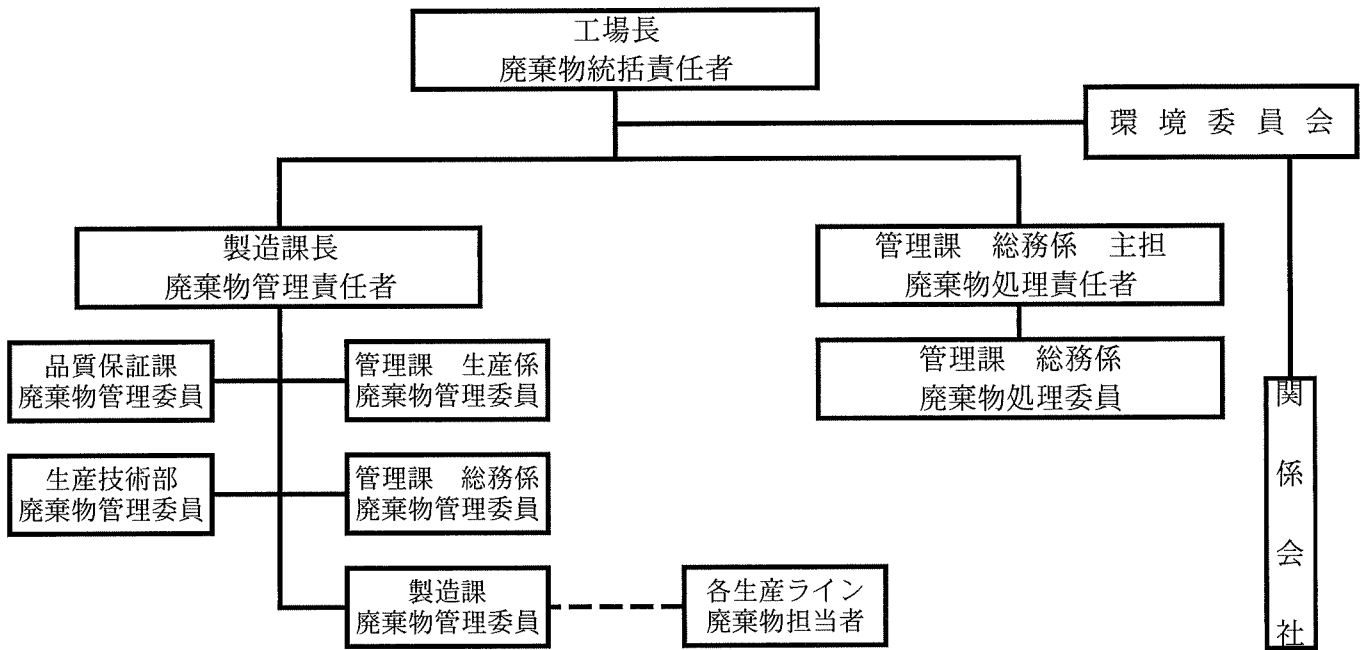 工場長
廃棄物統括責任者
環境委員会
製造課長
廃棄物管理責任者
管理課　総務係　主担
廃棄物処理責任者
品質保証課
廃棄物管理委員
管理課　生産係
廃棄物管理委員
管理課　総務係
廃棄物処理委員
関係会社
生産技術部
廃棄物管理委員
管理課　総務係
廃棄物管理委員
製造課
廃棄物管理委員
各生産ライン
廃棄物担当者